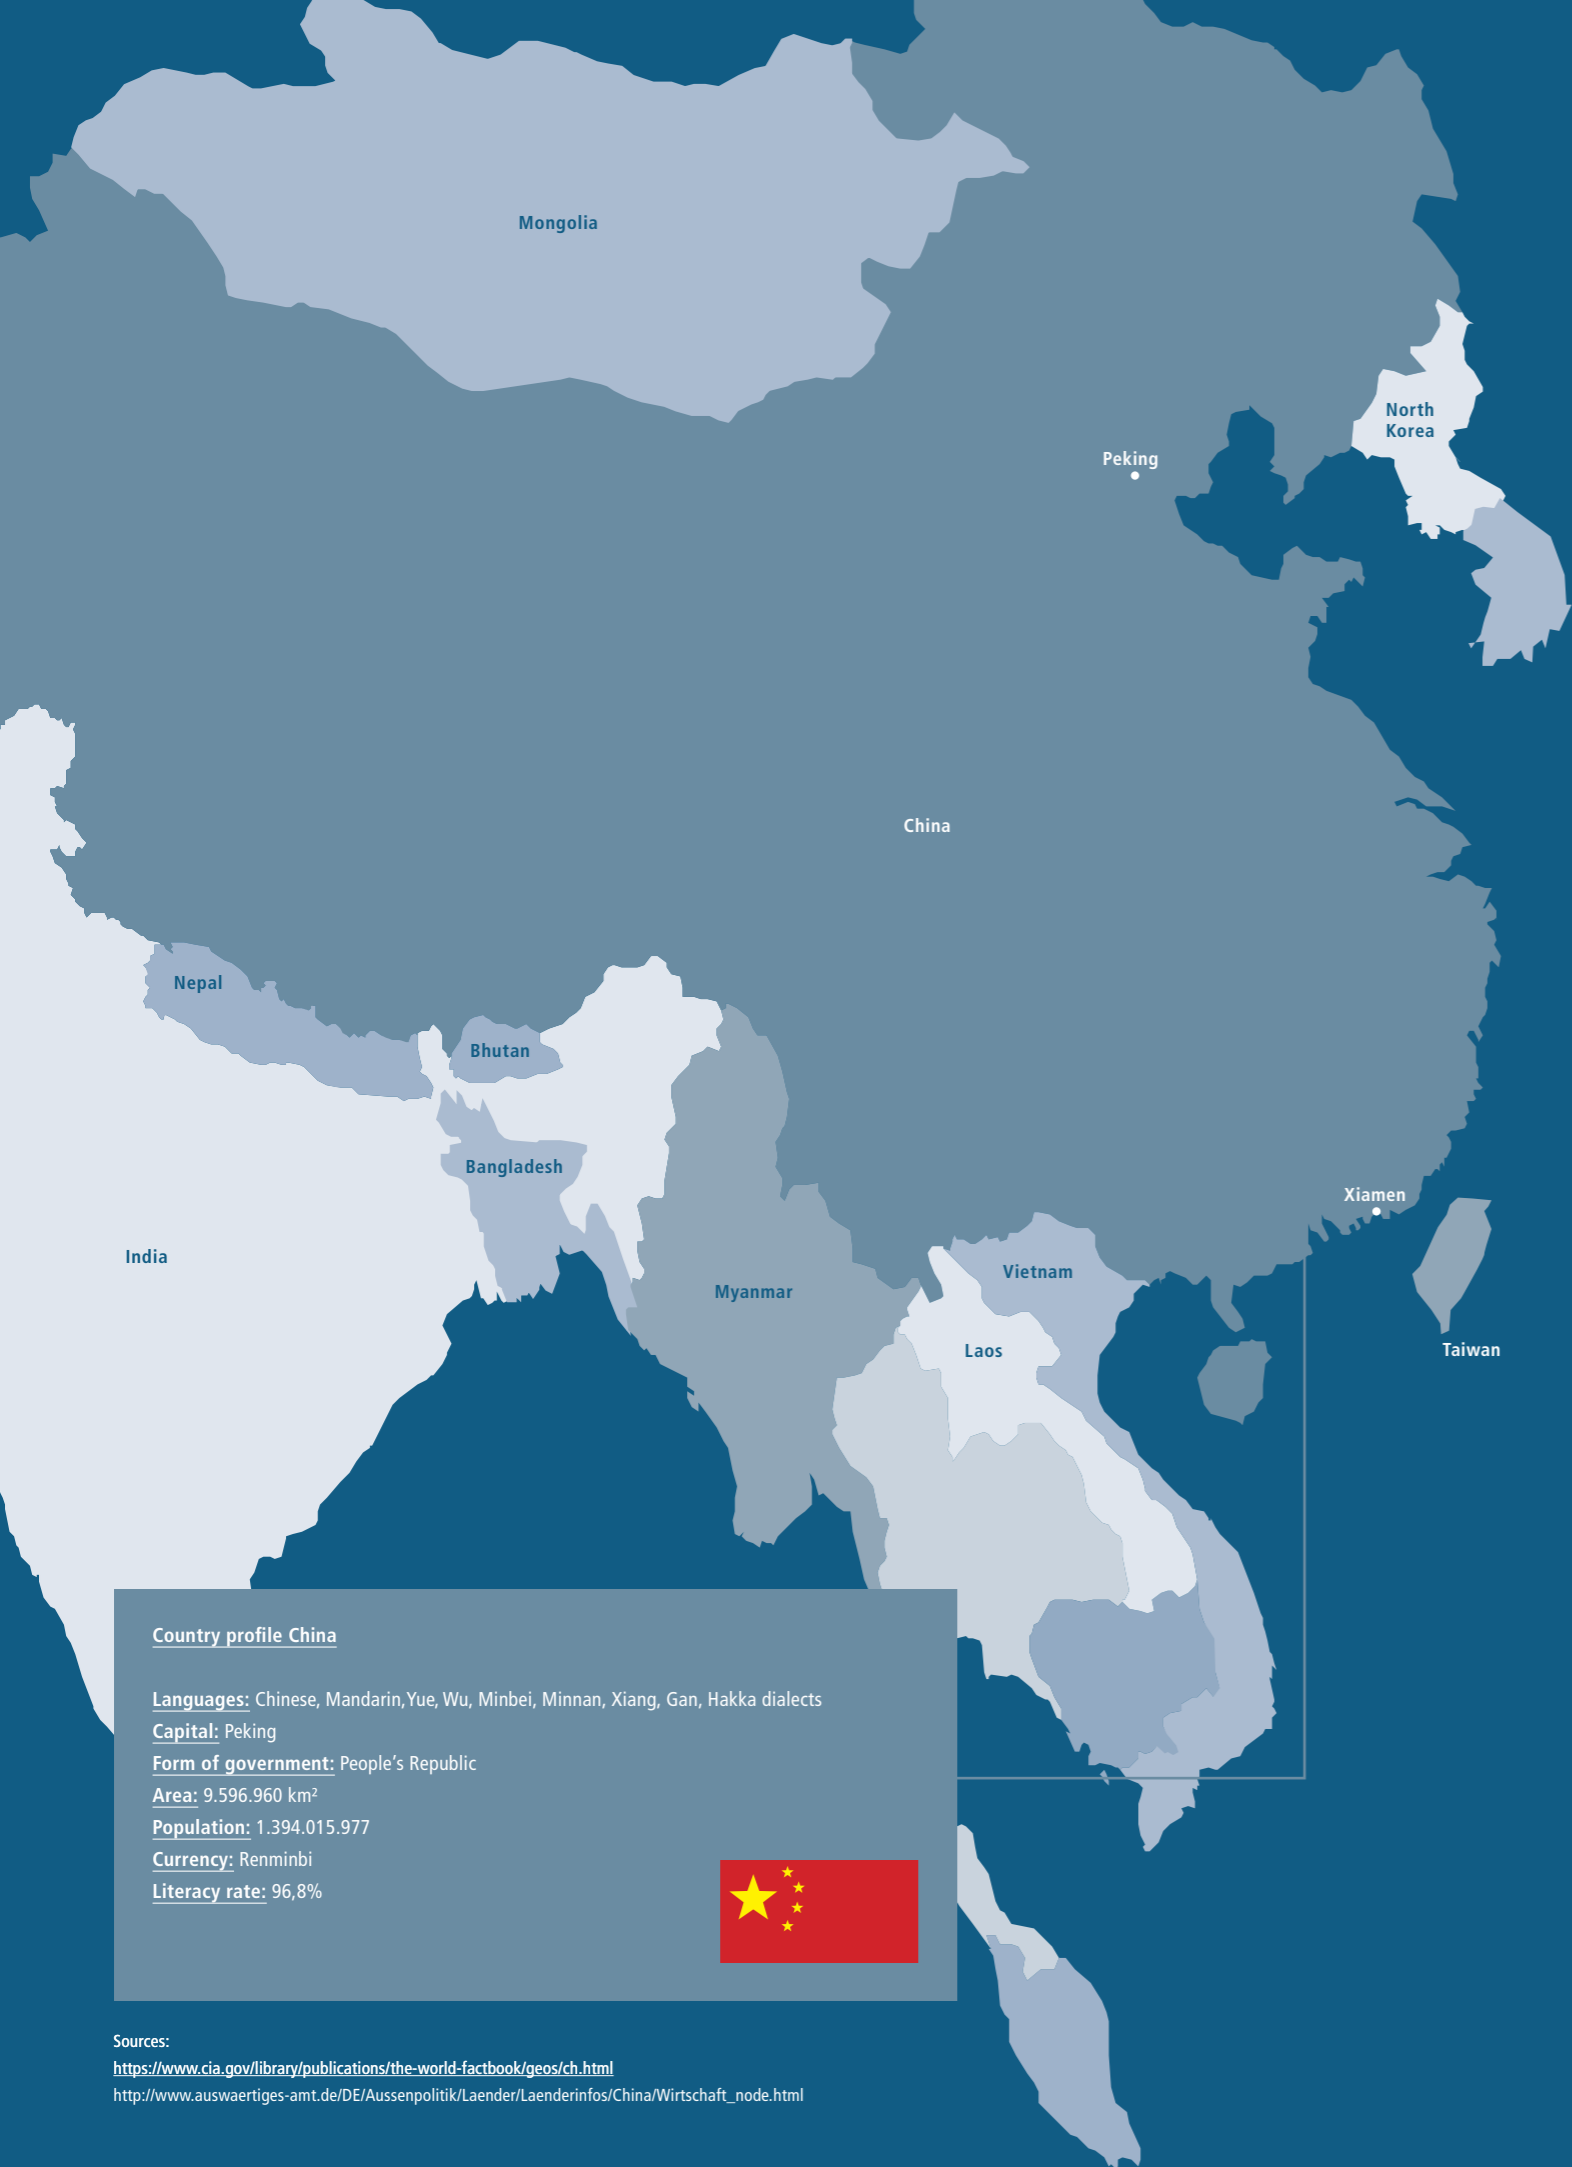 Mongolia
North
Korea
Peking
China
Nepal
Bhutan
Bangladesh
Xiamen
India
Vietnam
Myanmar
Laos
Taiwan
Country profile China
Languages: Chinese, Mandarin,Yue, Wu, Minbei, Minnan, Xiang, Gan, Hakka dialects
Capital: Peking
Form of government: People’s Republic
Area: 9.596.960 km²
Population: 1.394.015.977
Currency: Renminbi
Literacy rate: 96,8%
Sources:
https://www.cia.gov/library/publications/the-world-factbook/geos/ch.html
http://www.auswaertiges-amt.de/DE/Aussenpolitik/Laender/Laenderinfos/China/Wirtschaft_node.html